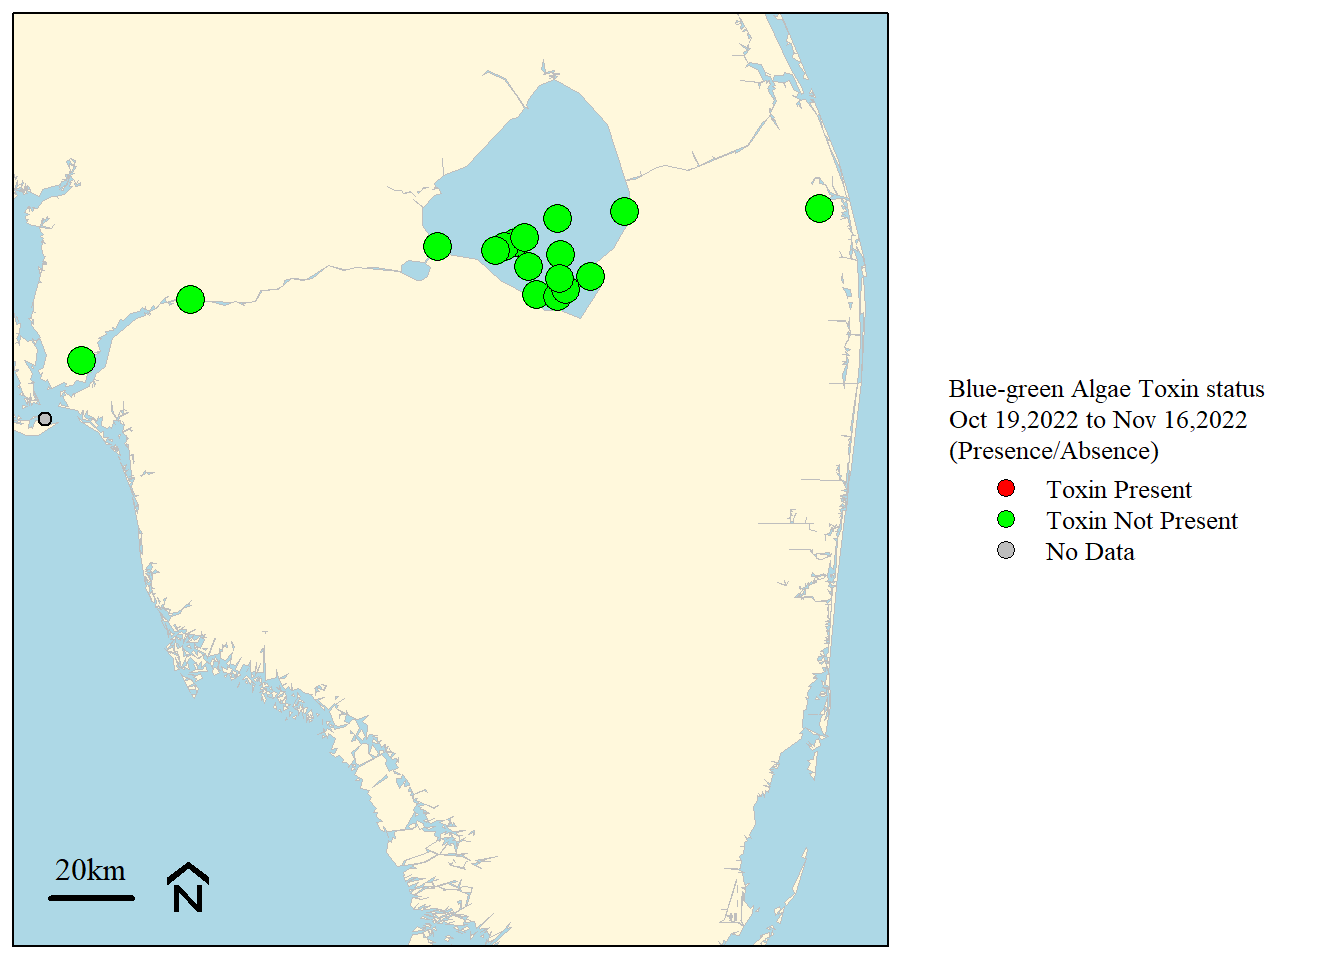 Blue-green Algae Toxin status
Oct 19,2022 to Nov 16,2022
(Presence/Absence)
Toxin Present
Toxin Not Present
No Data
20km
N